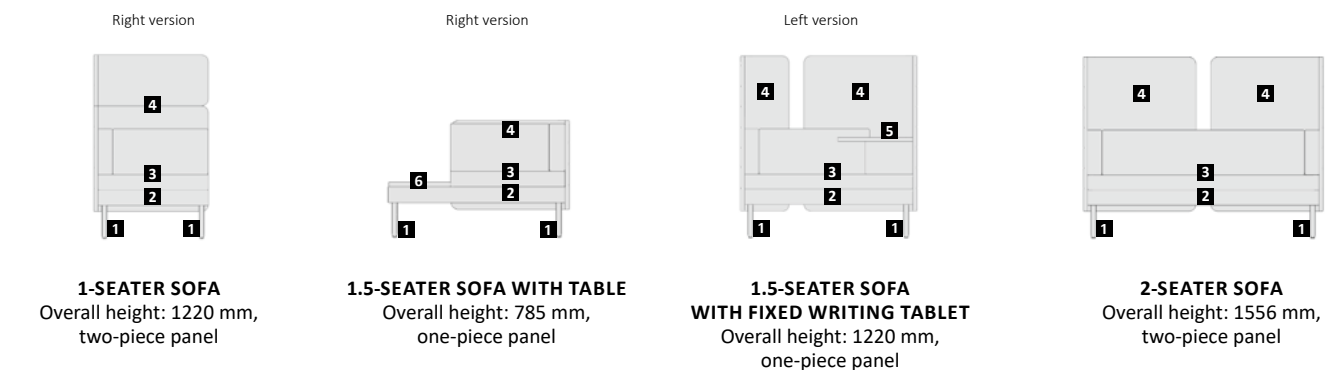 Right version
Right version
Left version
4
3
2
1 1
4
3
6 2
1 1
4 4
5
3
2
1 1
4 4
3
2
1 1
1-SEATER SOFA
Overall height: 1220 mm,
two-piece panel
1.5-SEATER SOFA WITH TABLE
Overall height: 785 mm,
one-piece panel
1.5-SEATER SOFA
WITH FIXED WRITING TABLET
Overall height: 1220 mm,
one-piece panel
2-SEATER SOFA
Overall height: 1556 mm,
two-piece panel